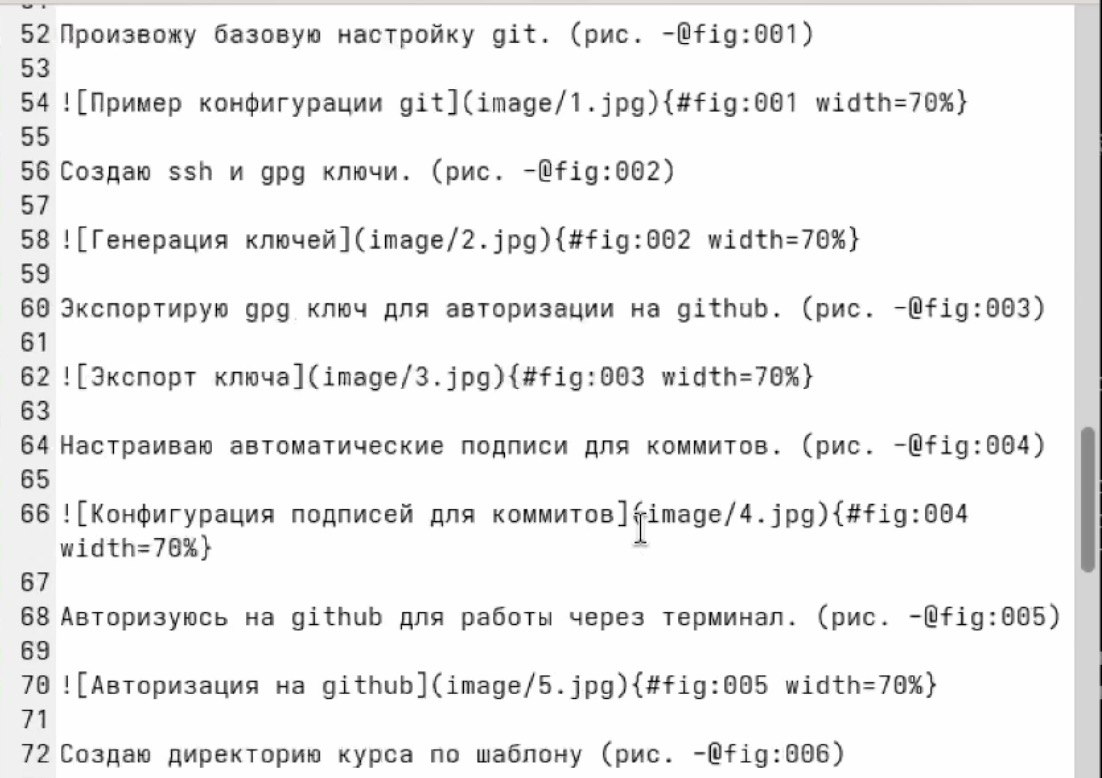 52 Произвожу базовую настройку git. (рис. -@fig:001)
53
54 ![Пример конфигурации git](image/1.jpg){#fig:001 width=70%}
55
56 Создаю ssh и gpg ключи. (рис. -@fig:002)
57
58 ![Генерация ключей](image/2.jpg){#fig:002 width=70%}
59
60 Экспортирую gpg ключ для авторизации на github. (рис. -@fig:003)
61
62 ![Экспорт ключа](image/3.jpg){#fig:003 width=70%}
63
64 Настраиваю автоматические подписи для коммитов. (рис. -@fig:004)
65
66 ![Конфигурация подписей для коммитов](image/4.jpg){#fig:004
width=70%}
67
68 Авторизуюсь на github для работы через терминал. (рис. -@fig:005)
69
70 ![Авторизация на github](image/5.jpg){#fig:005 width=70%}
71
72 Создаю директорию курса по шаблону (рис. -@fig:006)